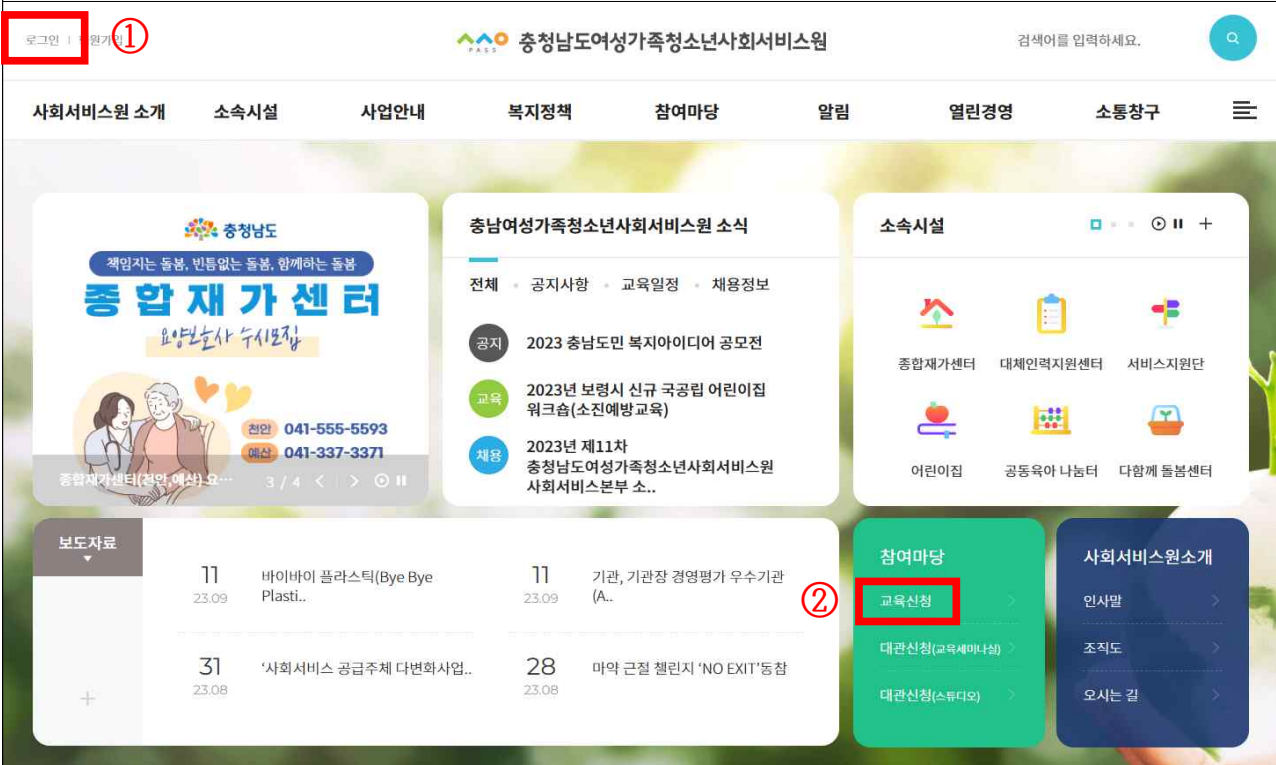 로그인 | 회원가입
①
PASS
충청남도여성가족청소년사회서비스원
검색어를 입력하세요.
사회서비스원 소개 소속시설 사업안내 복지정책 참여마당 알림 열린경영 소통창구
충청남도
책임지는 돌봄, 빈틈없는 돌봄, 함께하는 돌봄
종합재가센터
요양보호사 수시모집
천안 041-555-5593
예산 041-337-3371
종합재가센터(천안,예산) 요…
3 / 4
충남여성가족청소년사회서비스원 소식
전체 공지사항 교육일정 채용정보
공지 2023 충남도민 복지아이디어 공모전
교육 2023년 보령시 신규 국공립 어린이집
워크숍(소진예방교육)
채용 2023년 제11차
충청남도여성가족청소년사회서비스원
사회서비스본부 소..
소속시설
종합재가센터 대체인력지원센터 서비스지원단
어린이집 공동육아 나눔터 다함께 돌봄센터
보도자료
11
23.09
바이바이 플라스틱(Bye Bye
Plasti..
11
23.09
기관, 기관장 경영평가 우수기관
(A..
31
23.08
‘사회서비스 공급주체 다변화사업..
28
23.08
마약 근절 챌린지 ‘NO EXIT’동참
참여마당
②
교육신청
대관신청(교육세미나실)
대관신청(스튜디오)
사회서비스원소개
인사말
조직도
오시는 길